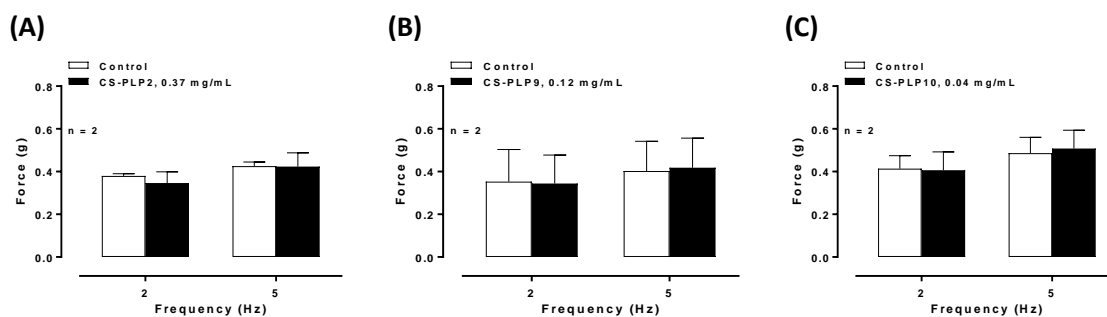 (A)
Control
CS-PLP2, 0.37 mg/mL
0.8
n = 2
0.6
0.4
0.2
0.0
Force (g)
2
5
Frequency (Hz)
(B)
Control
CS-PLP9, 0.12 mg/mL
0.8
n = 2
0.6
0.4
0.2
0.0
Force (g)
2
5
Frequency (Hz)
(C)
Control
CS-PLP10, 0.04 mg/mL
0.8
n = 2
0.6
0.4
0.2
0.0
Force (g)
2
5
Frequency (Hz)